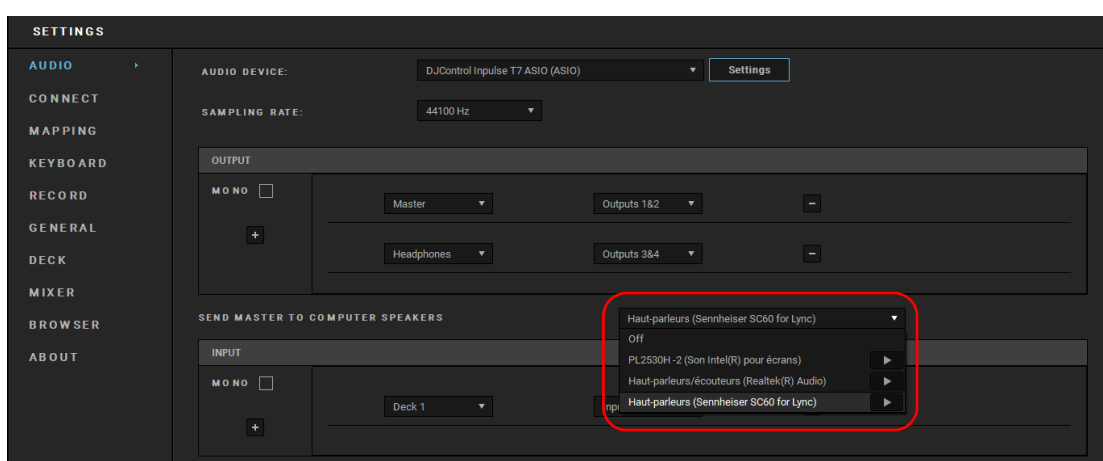 SETTINGS
AUDIO
CONNECT
MAPPING
KEYBOARD
RECORD
GENERAL
DECK
MIXER
BROWSER
ABOUT
AUDIO DEVICE: DJControl Inpulse T7 ASIO (ASIO) Settings
SAMPLING RATE: 44100 Hz
OUTPUT
MONO
Master Outputs 1&2
Headphones Outputs 3&4
SEND MASTER TO COMPUTER SPEAKERS Haut-parleurs (Sennheiser SC60 for Lync)
Off
PL2530H -2 (Son Intel(R) pour écrans)
Haut-parleurs/écouteurs (Realtek(R) Audio)
Haut-parleurs (Sennheiser SC60 for Lync)
INPUT
MONO
Deck 1